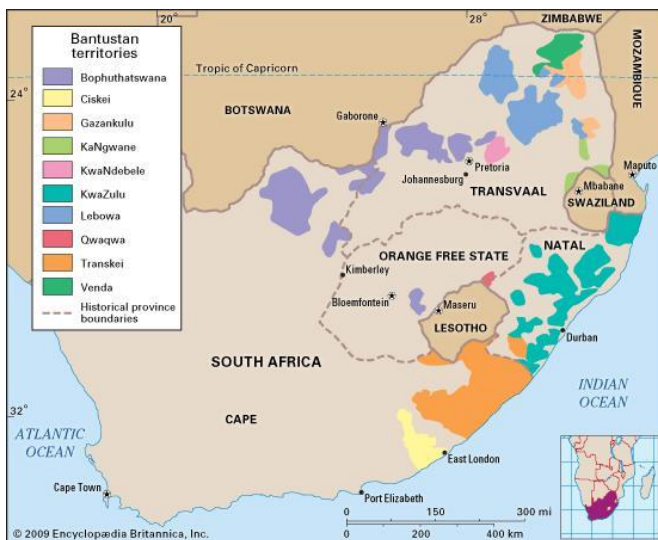 20°
28°
ZIMBABWE
MOZAMBIQUE
Bantustan
territories
Bophuthatswana
Ciskei
Gazankulu
KaNgwane
KwaNdebele
KwaZulu
Lebowa
Qwaqwa
Transkei
Venda
Historical province
boundaries
Tropic of Capricorn
24°
BOTSWANA
Gaborone
Pretoria
Johannesburg
TRANSVAAL
Maputo
Mbabane
SWAZILAND
NATAL
ORANGE FREE STATE
Kimberley
Bloemfontein
Maseru
LESOTHO
Durban
SOUTH AFRICA
INDIAN
OCEAN
32°
CAPE
ATLANTIC
OCEAN
East London
Cape Town
Port Elizabeth
0 150 300 mi
0 200 400 km
© 2009 Encyclopædia Britannica, Inc.